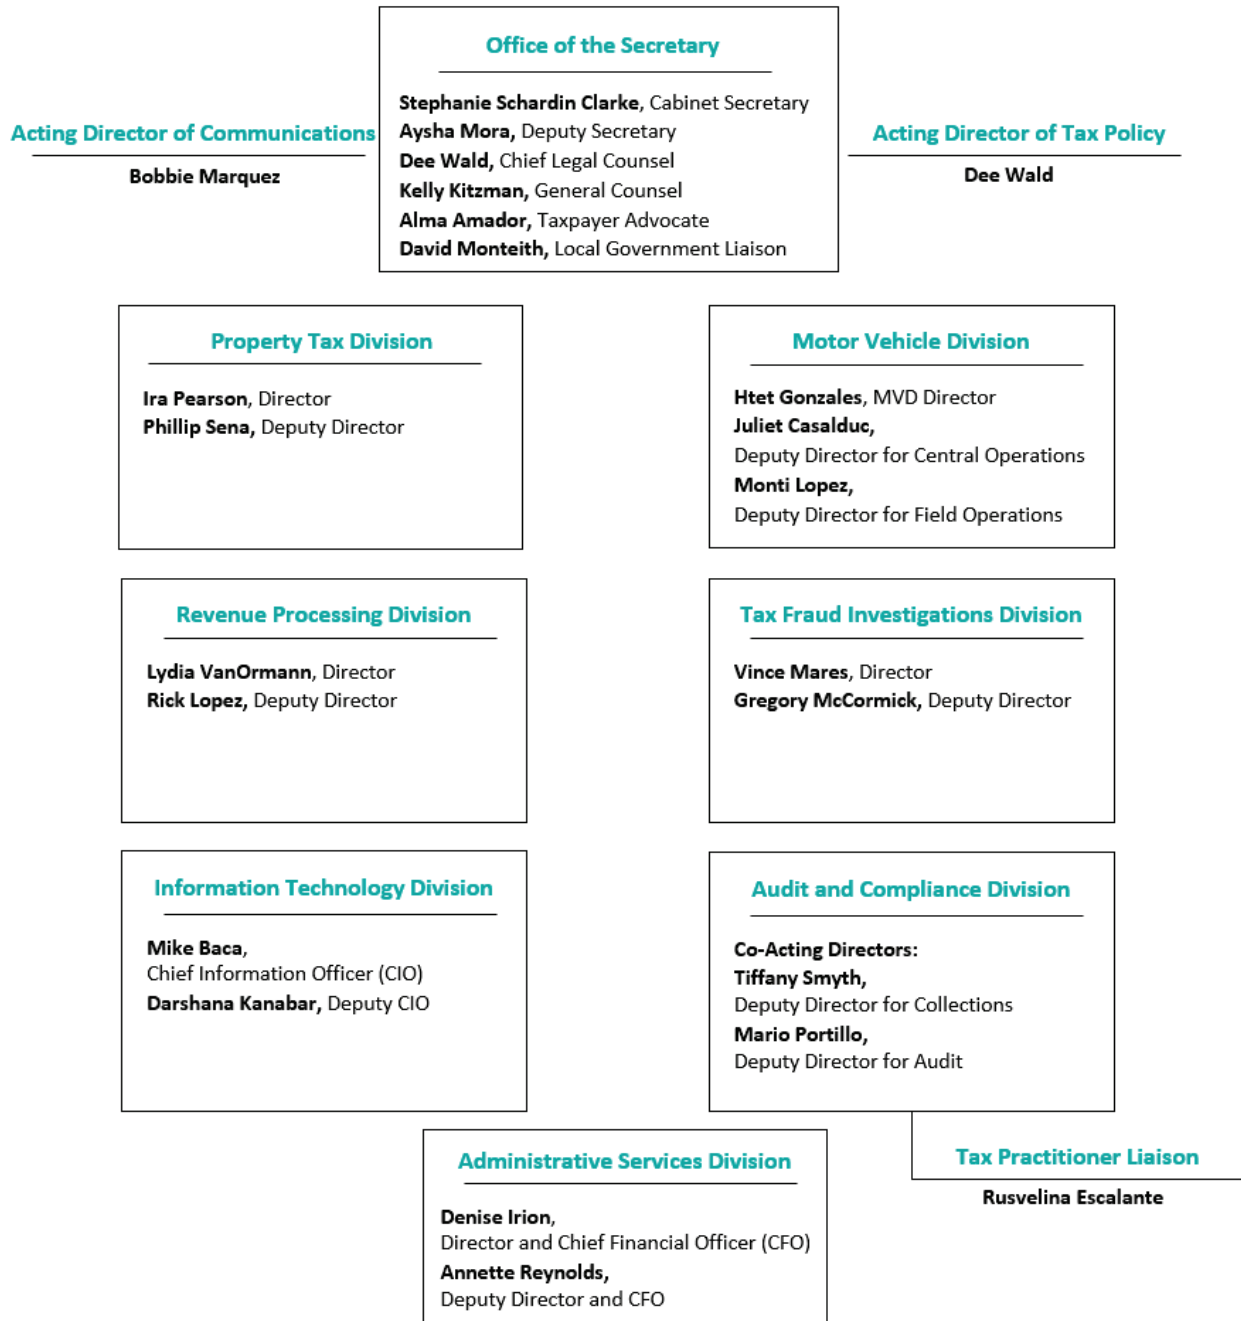 Office of the Secretary
Stephanie Schardin Clarke, Cabinet Secretary
Aysha Mora, Deputy Secretary
Dee Wald, Chief Legal Counsel
Kelly Kitzman, General Counsel
Alma Amador, Taxpayer Advocate
David Monteith, Local Government Liaison
Acting Director of Communications
Bobbie Marquez
Acting Director of Tax Policy
Dee Wald
Property Tax Division
Ira Pearson, Director
Phillip Sena, Deputy Director
Motor Vehicle Division
Htet Gonzales, MVD Director
Juliet Casalduc,
Deputy Director for Central Operations
Monti Lopez,
Deputy Director for Field Operations
Revenue Processing Division
Lydia VanOrmann, Director
Rick Lopez, Deputy Director
Tax Fraud Investigations Division
Vince Mares, Director
Gregory McCormick, Deputy Director
Information Technology Division
Mike Baca,
Chief Information Officer (CIO)
Darshana Kanabar, Deputy CIO
Audit and Compliance Division
Co-Acting Directors:
Tiffany Smyth,
Deputy Director for Collections
Mario Portillo,
Deputy Director for Audit
Tax Practitioner Liaison
Rusvelina Escalante
Administrative Services Division
Denise Irion,
Director and Chief Financial Officer (CFO)
Annette Reynolds,
Deputy Director and CFO